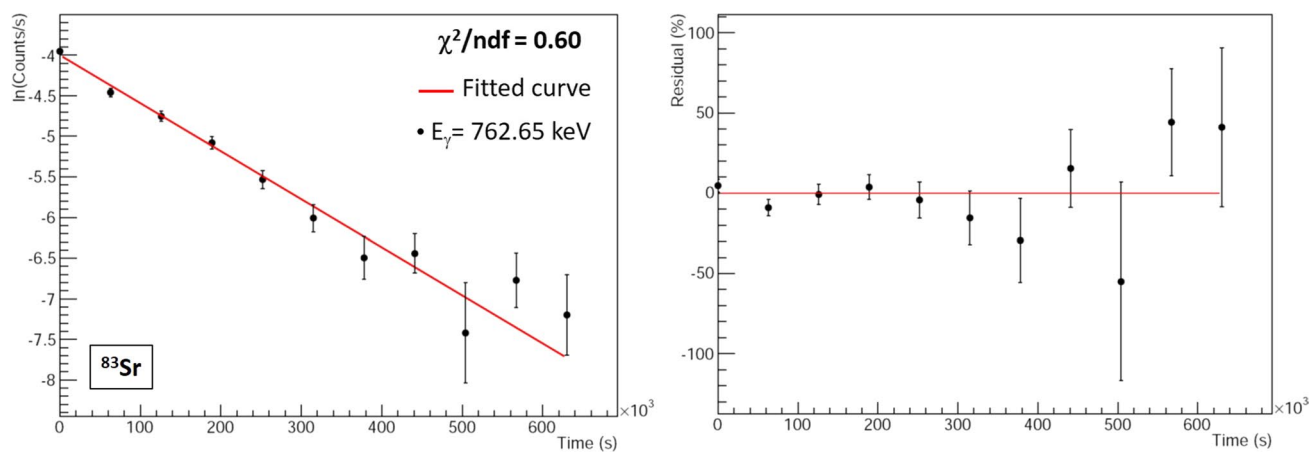 ln(Counts/s)
-4
-4.5
-5
-5.5
-6
-6.5
-7
-7.5
-8
χ²/ndf = 0.60
Fitted curve
Eγ= 762.65 keV
⁸³Sr
0 100 200 300 400 500 600
×10³
Time (s)
Residual (%)
100
50
0
-50
-100
0 100 200 300 400 500 600
×10³
Time (s)